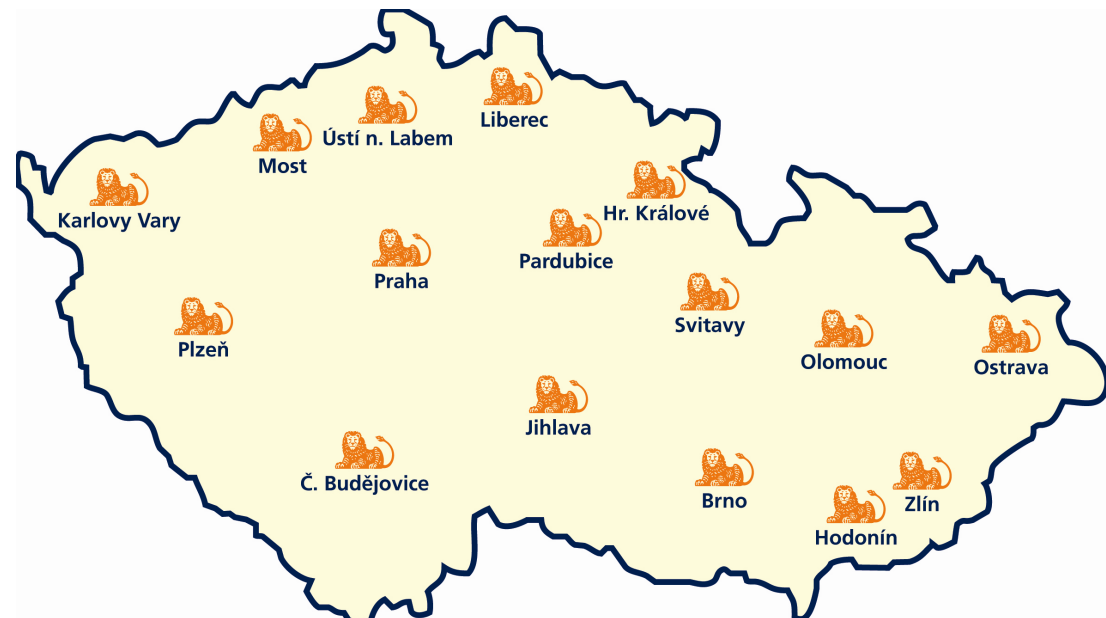 Liberec
Ústí n. Labem
Most
Karlovy Vary
Hr. Králové
Pardubice
Praha
Svitavy
Plzeň
Olomouc
Ostrava
Jihlava
Č. Budějovice
Brno
Zlín
Hodonín